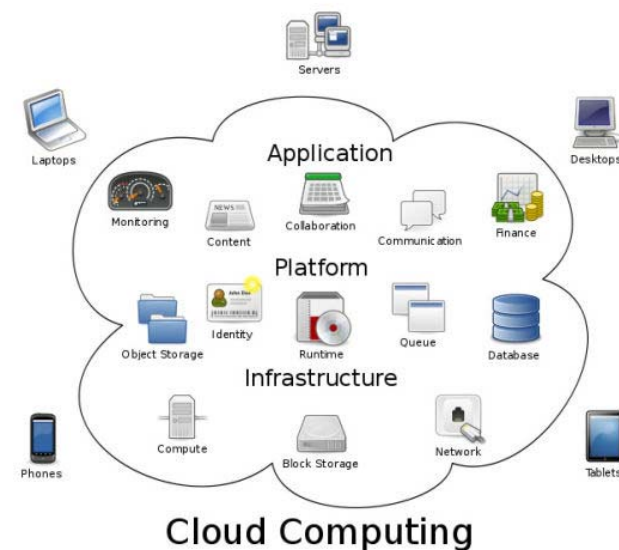 Servers
Laptops
Desktops
Application
Monitoring
NEWS
Content
Collaboration
Communication
Finance
Platform
Object Storage
Identity
Runtime
Queue
Database
Infrastructure
Compute
Block Storage
Network
Phones
Tablets
Cloud Computing